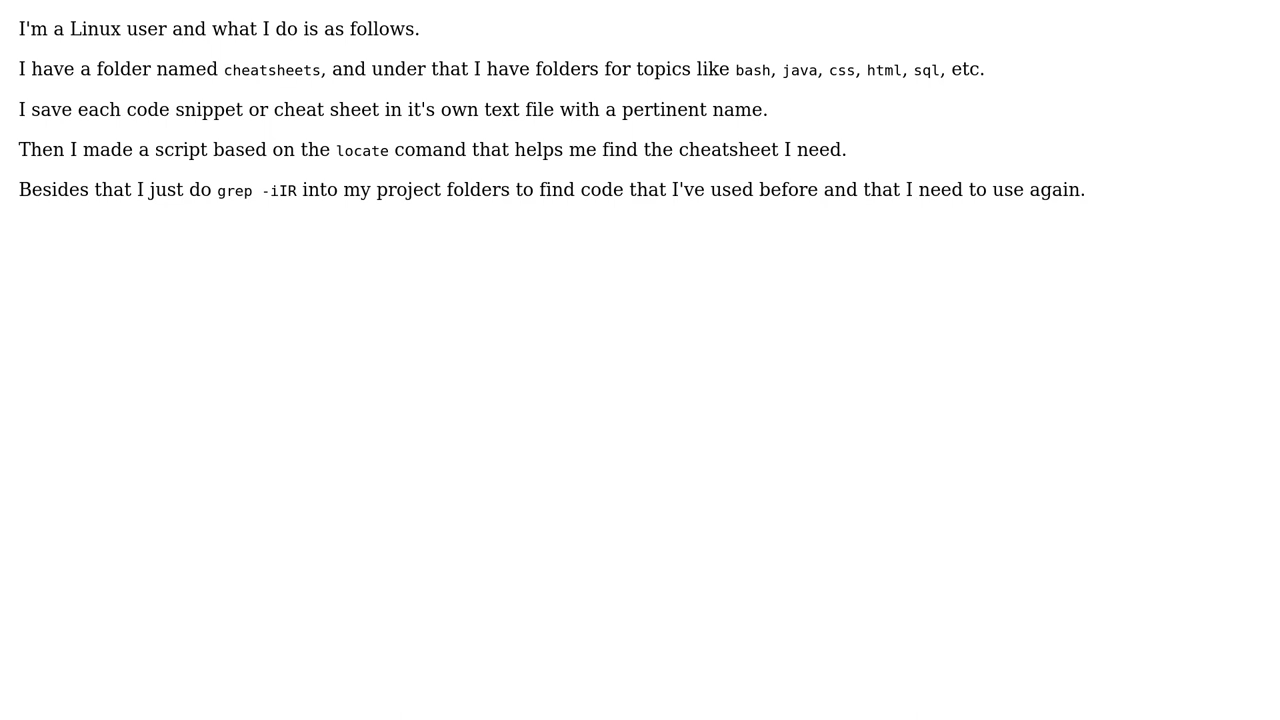 I'm a Linux user and what I do is as follows.
I have a folder named cheatsheets, and under that I have folders for topics like bash, java, css, html, sql, etc.
I save each code snippet or cheat sheet in it's own text file with a pertinent name.
Then I made a script based on the locate comand that helps me find the cheatsheet I need.
Besides that I just do grep -iIR into my project folders to find code that I've used before and that I need to use again.